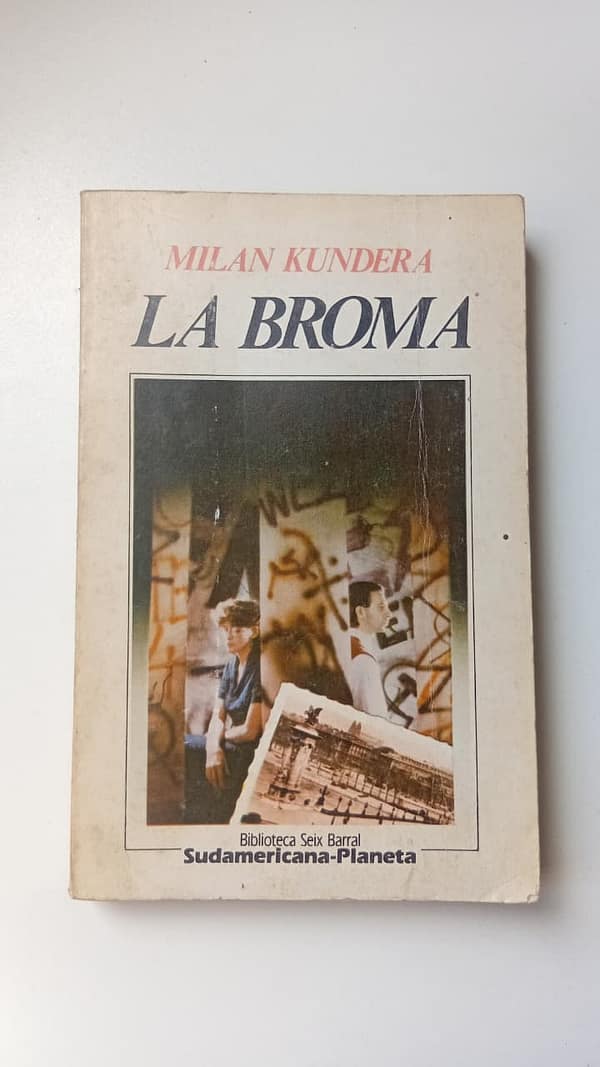 MILAN KUNDERA
LA BROMA
Biblioteca Seix Barral
Sudamericana-Planeta